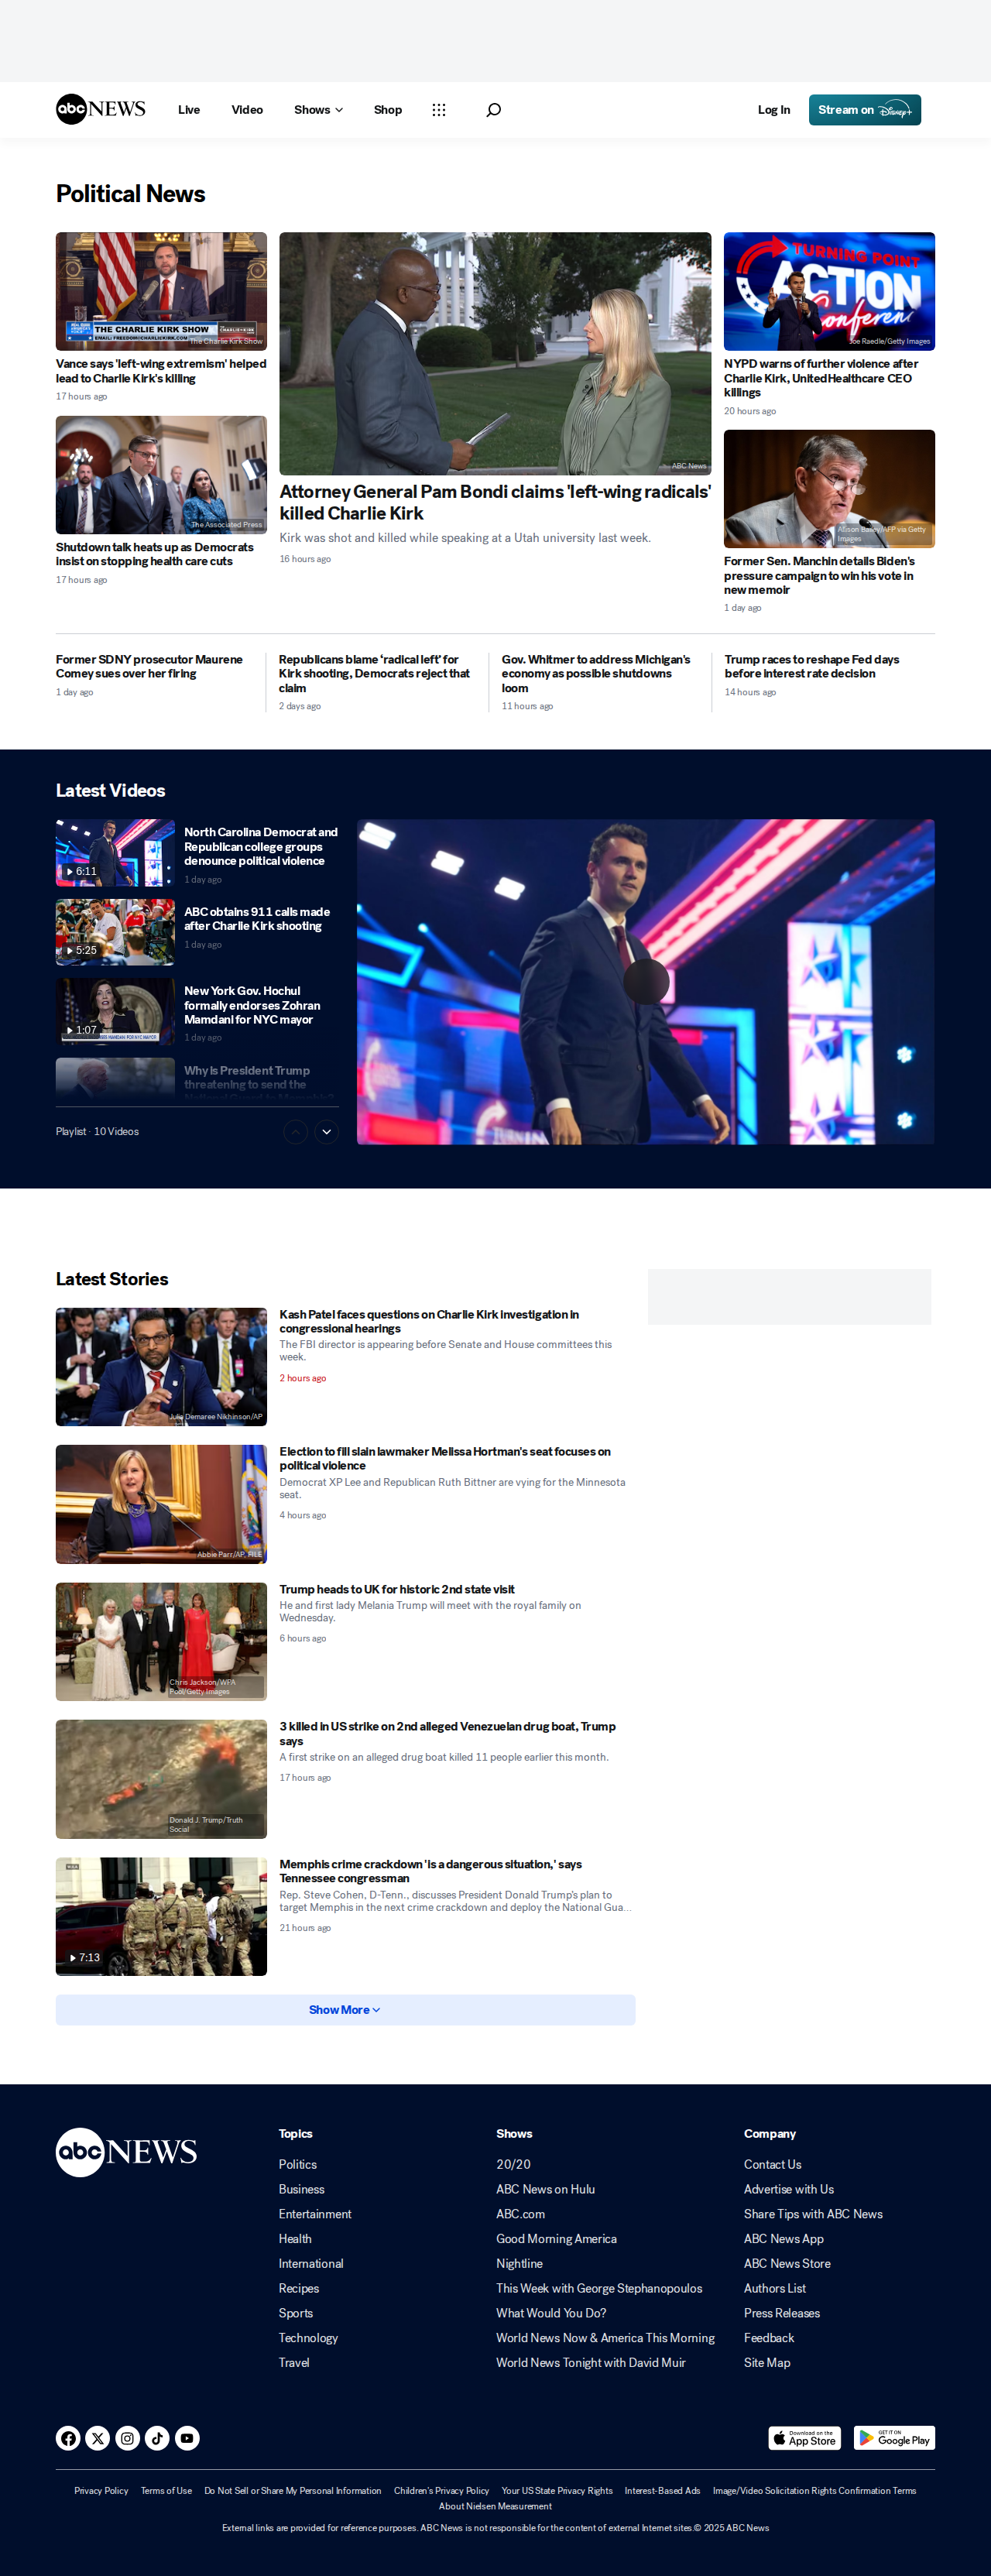 abc NEWS
Live
Video
Shows
Shop
Log In
Stream on Disney+
Political News
THE CHARLIE KIRK SHOW
EMAIL: FREEDOM@CHARLIEKIRK.COM
The Charlie Kirk Show
Vance says 'left-wing extremism' helped
lead to Charlie Kirk's killing
17 hours ago
The Associated Press
Shutdown talk heats up as Democrats
insist on stopping health care cuts
17 hours ago
ABC News
Attorney General Pam Bondi claims 'left-wing radicals'
killed Charlie Kirk
Kirk was shot and killed while speaking at a Utah university last week.
16 hours ago
TURNING POINT
ACTION
Conference
Joe Raedle/Getty Images
NYPD warns of further violence after
Charlie Kirk, UnitedHealthcare CEO
killings
20 hours ago
Allison Bailey/AFP via Getty
Images
Former Sen. Manchin details Biden's
pressure campaign to win his vote in
new memoir
1 day ago
Former SDNY prosecutor Maurene
Comey sues over her firing
1 day ago
Republicans blame ‘radical left’ for
Kirk shooting, Democrats reject that
claim
2 days ago
Gov. Whitmer to address Michigan's
economy as possible shutdowns
loom
11 hours ago
Trump races to reshape Fed days
before interest rate decision
14 hours ago
Latest Videos
6:11
North Carolina Democrat and
Republican college groups
denounce political violence
1 day ago
5:25
ABC obtains 911 calls made
after Charlie Kirk shooting
1 day ago
1:07
New York Gov. Hochul
formally endorses Zohran
Mamdani for NYC mayor
1 day ago
Why is President Trump
threatening to send the
National Guard to Memphis?
Playlist · 10 Videos
Latest Stories
Julia Demaree Nikhinson/AP
Kash Patel faces questions on Charlie Kirk investigation in
congressional hearings
The FBI director is appearing before Senate and House committees this
week.
2 hours ago
Abbie Parr/AP, FILE
Election to fill slain lawmaker Melissa Hortman's seat focuses on
political violence
Democrat XP Lee and Republican Ruth Bittner are vying for the Minnesota
seat.
4 hours ago
Chris Jackson/WPA
Pool/Getty Images
Trump heads to UK for historic 2nd state visit
He and first lady Melania Trump will meet with the royal family on
Wednesday.
6 hours ago
Donald J. Trump/Truth
Social
3 killed in US strike on 2nd alleged Venezuelan drug boat, Trump
says
A first strike on an alleged drug boat killed 11 people earlier this month.
17 hours ago
7:13
Memphis crime crackdown 'is a dangerous situation,' says
Tennessee congressman
Rep. Steve Cohen, D-Tenn., discusses President Donald Trump's plan to
target Memphis in the next crime crackdown and deploy the National Gua...
21 hours ago
Show More
abc NEWS
Topics
Politics
Business
Entertainment
Health
International
Recipes
Sports
Technology
Travel
Shows
20/20
ABC News on Hulu
ABC.com
Good Morning America
Nightline
This Week with George Stephanopoulos
What Would You Do?
World News Now & America This Morning
World News Tonight with David Muir
Company
Contact Us
Advertise with Us
Share Tips with ABC News
ABC News App
ABC News Store
Authors List
Press Releases
Feedback
Site Map
Download on the
App Store
GET IT ON
Google Play
Privacy Policy Terms of Use Do Not Sell or Share My Personal Information Children's Privacy Policy Your US State Privacy Rights Interest-Based Ads Image/Video Solicitation Rights Confirmation Terms
About Nielsen Measurement
External links are provided for reference purposes. ABC News is not responsible for the content of external Internet sites.© 2025 ABC News